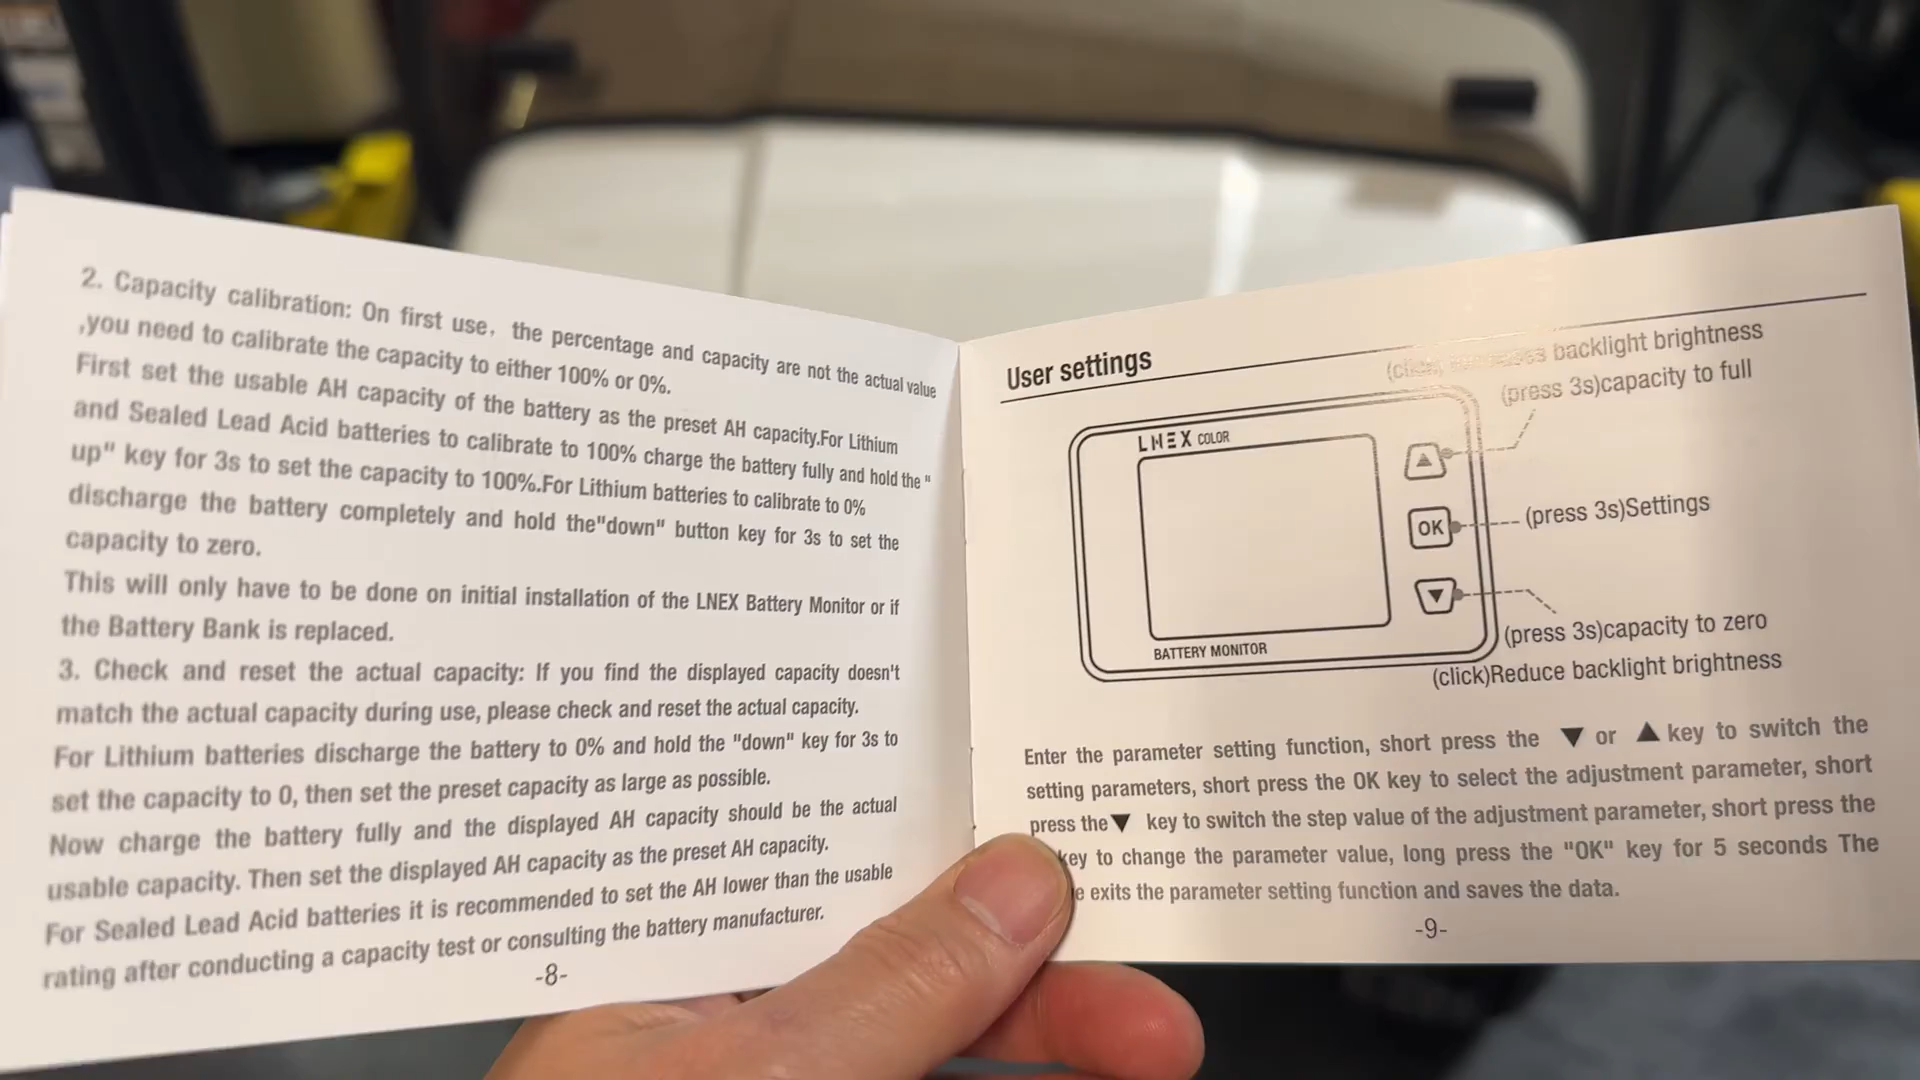 2. Capacity calibration: On first use, the percentage and capacity are not the actual value
,you need to calibrate the capacity to either 100% or 0%.
First set the usable AH capacity of the battery as the preset AH capacity.For Lithium
and Sealed Lead Acid batteries to calibrate to 100% charge the battery fully and hold the "
up" key for 3s to set the capacity to 100%.For Lithium batteries to calibrate to 0%
discharge the battery completely and hold the"down" button key for 3s to set the
capacity to zero.
This will only have to be done on initial installation of the LNEX Battery Monitor or if
the Battery Bank is replaced.
3. Check and reset the actual capacity: If you find the displayed capacity doesn't
match the actual capacity during use, please check and reset the actual capacity.
For Lithium batteries discharge the battery to 0% and hold the "down" key for 3s to
set the capacity to 0, then set the preset capacity as large as possible.
Now charge the battery fully and the displayed AH capacity should be the actual
usable capacity. Then set the displayed AH capacity as the preset AH capacity.
For Sealed Lead Acid batteries it is recommended to set the AH lower than the usable
rating after conducting a capacity test or consulting the battery manufacturer.
-8-
User settings
(click) backlight brightness
(press 3s)capacity to full
LNEX COLOR
OK
(press 3s)Settings
(press 3s)capacity to zero
BATTERY MONITOR
(click)Reduce backlight brightness
Enter the parameter setting function, short press the ▼ or ▲ key to switch the
setting parameters, short press the OK key to select the adjustment parameter, short
press the▼ key to switch the step value of the adjustment parameter, short press the
key to change the parameter value, long press the "OK" key for 5 seconds The
exits the parameter setting function and saves the data.
-9-